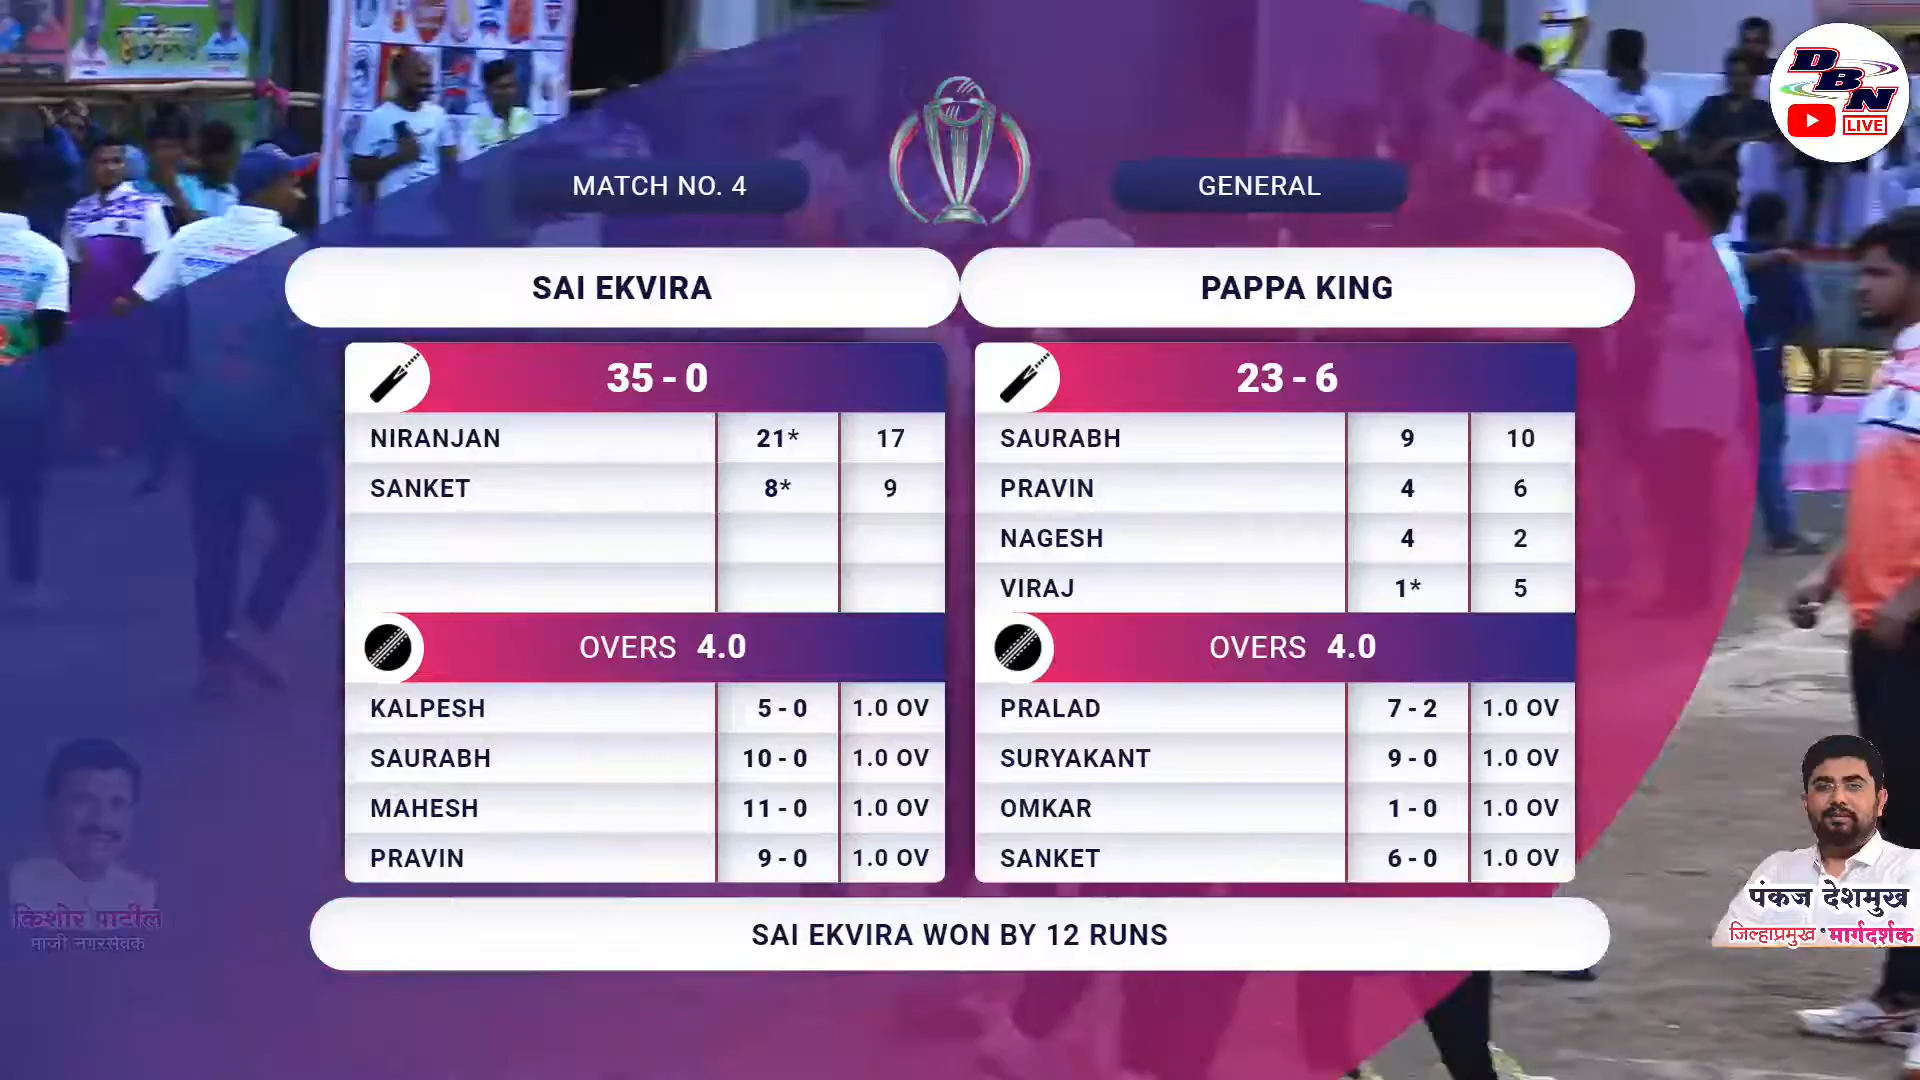 DBN
LIVE
MATCH NO. 4
GENERAL
SAI EKVIRA
PAPPA KING
35 - 0
23 - 6
NIRANJAN 21* 17
SAURABH 9 10
SANKET 8* 9
PRAVIN 4 6
NAGESH 4 2
VIRAJ 1* 5
OVERS 4.0
OVERS 4.0
KALPESH 5 - 0 1.0 OV
PRALAD 7 - 2 1.0 OV
SAURABH 10 - 0 1.0 OV
SURYAKANT 9 - 0 1.0 OV
MAHESH 11 - 0 1.0 OV
OMKAR 1 - 0 1.0 OV
PRAVIN 9 - 0 1.0 OV
SANKET 6 - 0 1.0 OV
SAI EKVIRA WON BY 12 RUNS
किशोर पाटील
माजी नगरसेवक
पंकज देशमुख
जिल्हाप्रमुख * मार्गदर्शक